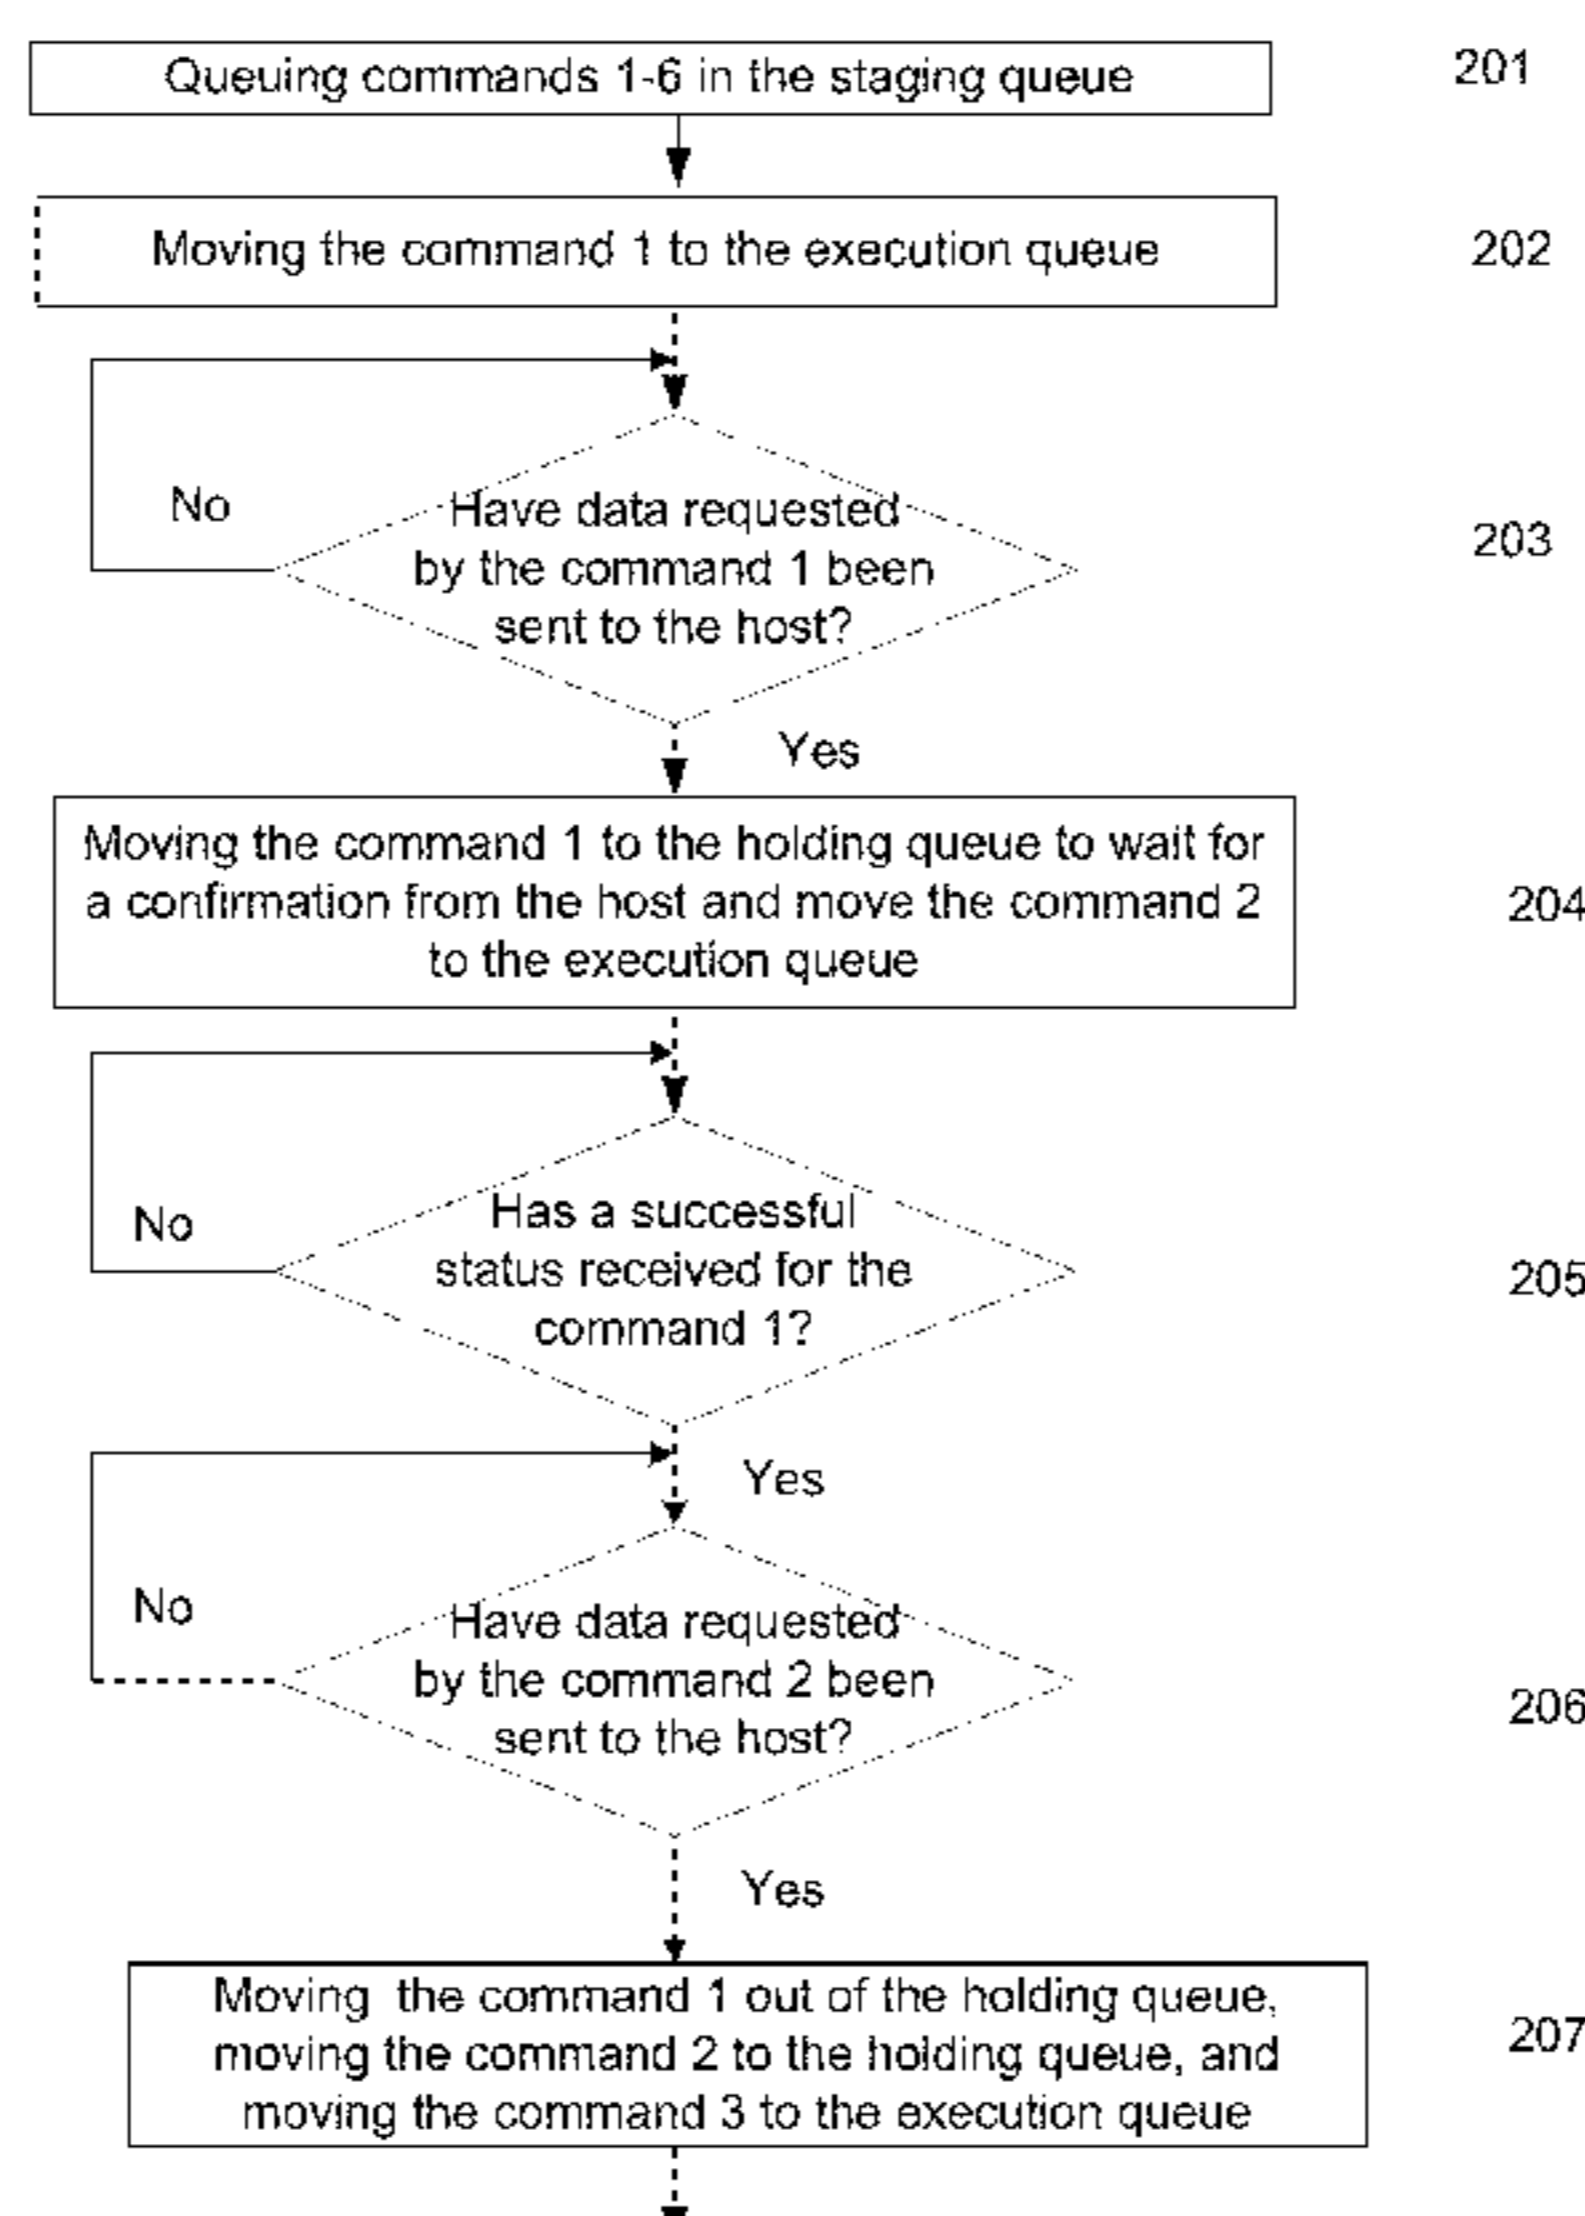 Queuing commands 1-6 in the staging queue
201
Moving the command 1 to the execution queue
202
No
Have data requested
by the command 1 been
sent to the host?
203
Yes
Moving the command 1 to the holding queue to wait for
a confirmation from the host and move the command 2
to the execution queue
204
No
Has a successful
status received for the
command 1?
205
Yes
No
Have data requested
by the command 2 been
sent to the host?
206
Yes
Moving the command 1 out of the holding queue,
moving the command 2 to the holding queue, and
moving the command 3 to the execution queue
207